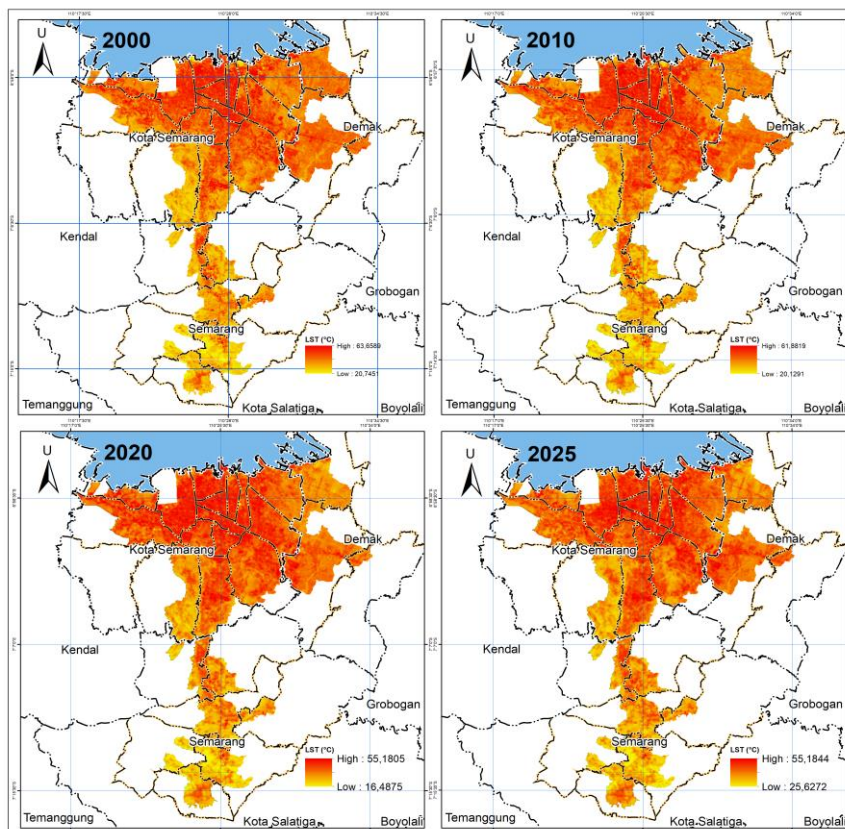 2000
U
Kota Semarang
Demak
Kendal
Grobogan
Semarang
LST (°C)
High : 63,6589
Low : 20,7451
Temanggung
Kota Salatiga
Boyolali
2010
U
Kota Semarang
Demak
Kendal
Grobogan
Semarang
LST (°C)
High : 61,8819
Low : 20,1291
Temanggung
Kota Salatiga
Boyolali
2020
U
Kota Semarang
Demak
Kendal
Grobogan
Semarang
LST (°C)
High : 55,1805
Low : 16,4875
Temanggung
Kota Salatiga
Boyolali
2025
U
Kota Semarang
Demak
Kendal
Grobogan
Semarang
LST (°C)
High : 55,1844
Low : 25,6272
Temanggung
Kota Salatiga
Boyolali